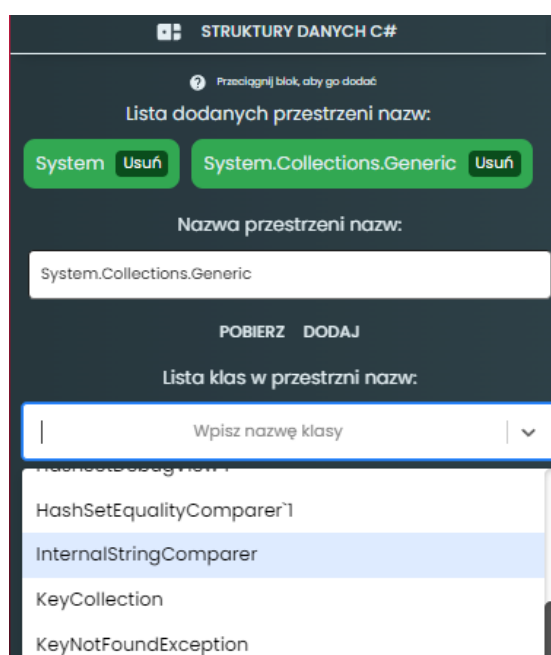 STRUKTURY DANYCH C#
Przeciągnij blok, aby go dodać
Lista dodanych przestrzeni nazw:
System Usuń System.Collections.Generic Usuń
Nazwa przestrzeni nazw:
System.Collections.Generic
POBIERZ DODAJ
Lista klas w przestrzni nazw:
Wpisz nazwę klasy
HashSetEqualityComparer`1
InternalStringComparer
KeyCollection
KeyNotFoundException